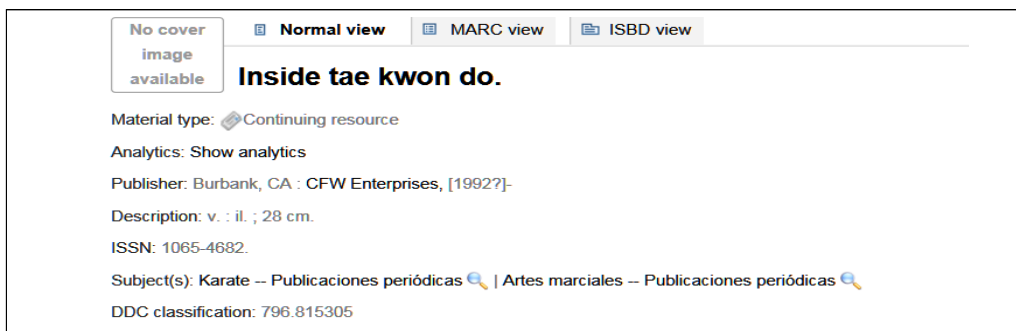 No cover
image
available
Normal view
MARC view
ISBD view
Inside tae kwon do.
Material type: Continuing resource
Analytics: Show analytics
Publisher: Burbank, CA : CFW Enterprises, [1992?]-
Description: v. : il. ; 28 cm.
ISSN: 1065-4682.
Subject(s): Karate -- Publicaciones periódicas | Artes marciales -- Publicaciones periódicas
DDC classification: 796.815305